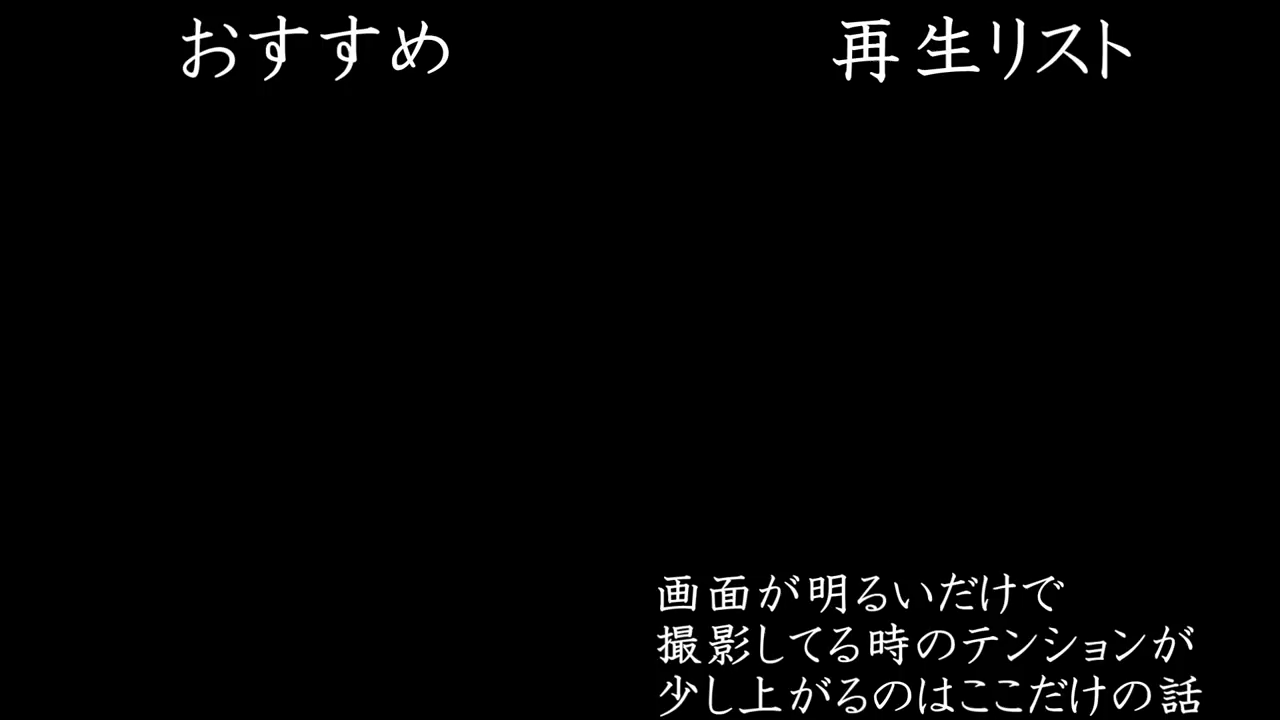 おすすめ
再生リスト
画面が明るいだけで
撮影してる時のテンションが
少し上がるのはここだけの話